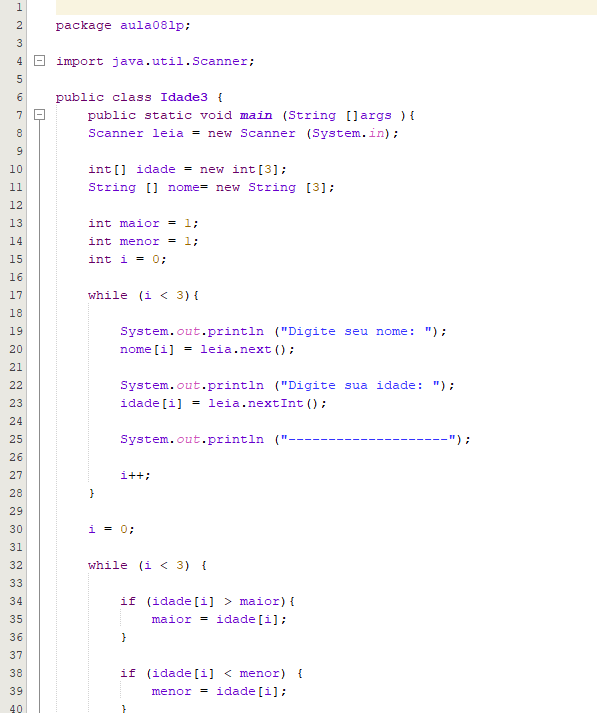 1
2 package aula08lp;
3
4 import java.util.Scanner;
5
6 public class Idade3 {
7 public static void main (String []args ){
8 Scanner leia = new Scanner (System.in);
9
10 int[] idade = new int[3];
11 String [] nome= new String [3];
12
13 int maior = 1;
14 int menor = 1;
15 int i = 0;
16
17 while (i < 3){
18
19 System.out.println ("Digite seu nome: ");
20 nome[i] = leia.next();
21
22 System.out.println ("Digite sua idade: ");
23 idade[i] = leia.nextInt();
24
25 System.out.println ("--------------------");
26
27 i++;
28 }
29
30 i = 0;
31
32 while (i < 3) {
33
34 if (idade[i] > maior){
35 maior = idade[i];
36 }
37
38 if (idade[i] < menor) {
39 menor = idade[i];
40 }